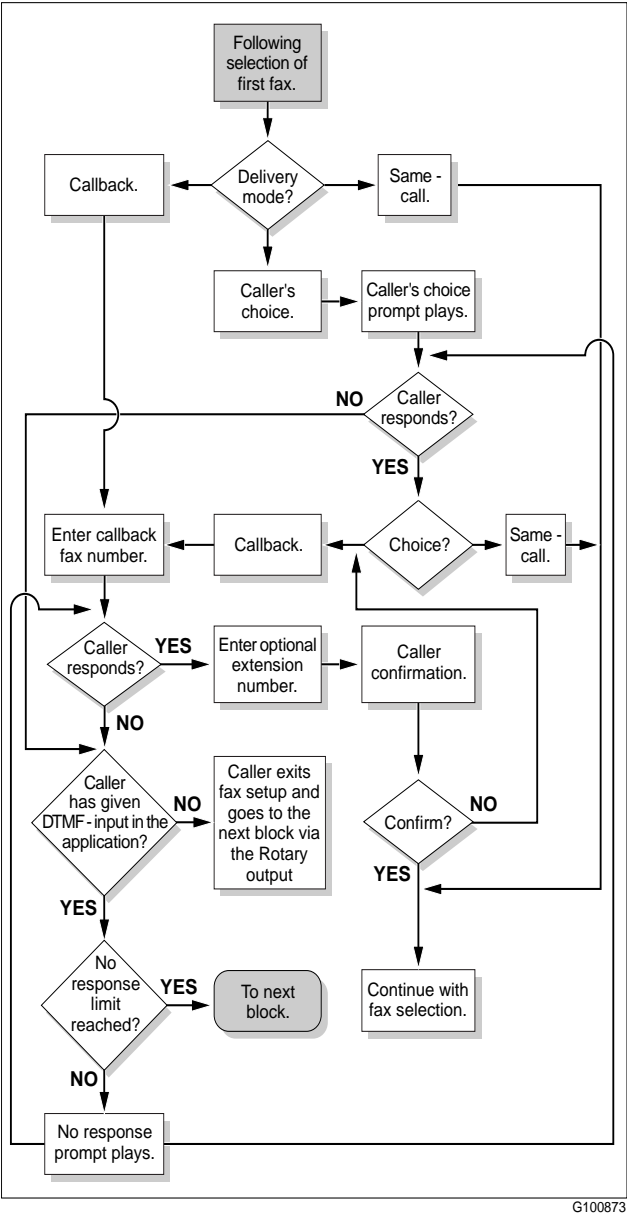 Following
selection of
first fax.
Callback.
Delivery
mode?
Same -
call.
Caller's
choice.
Caller's choice
prompt plays.
NO
Caller
responds?
YES
Enter callback
fax number.
Callback.
Choice?
Same -
call.
Caller
responds?
YES
Enter optional
extension
number.
Caller
confirmation.
NO
Caller
has given
DTMF - input in the
application?
NO
Caller exits
fax setup and
goes to the
next block via
the Rotary
output
Confirm?
NO
YES
YES
No
response
limit
reached?
YES
To next
block.
Continue with
fax selection.
NO
No response
prompt plays.
G100873